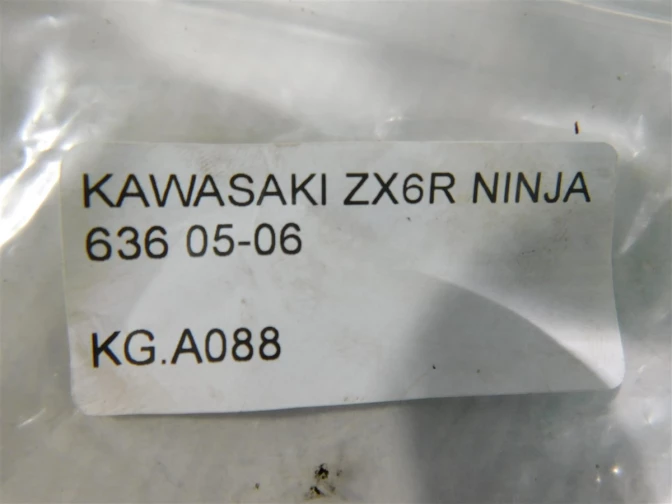 KAWASAKI ZX6R NINJA
636 05-06
KG.A088